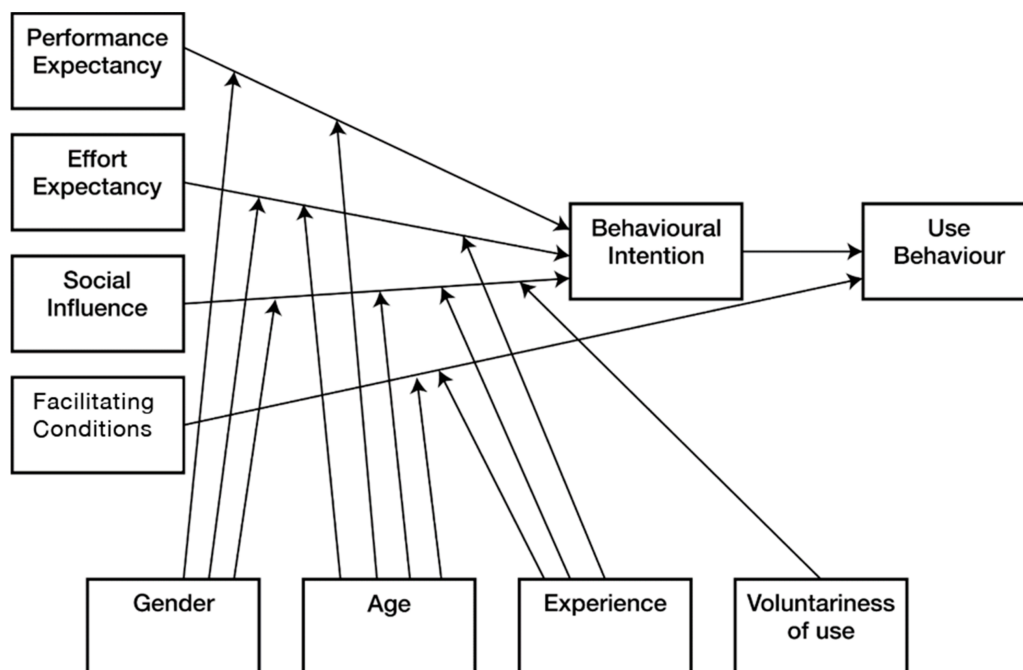 Performance
Expectancy
Effort
Expectancy
Social
Influence
Facilitating
Conditions
Behavioural
Intention
Use
Behaviour
Gender
Age
Experience
Voluntariness
of use